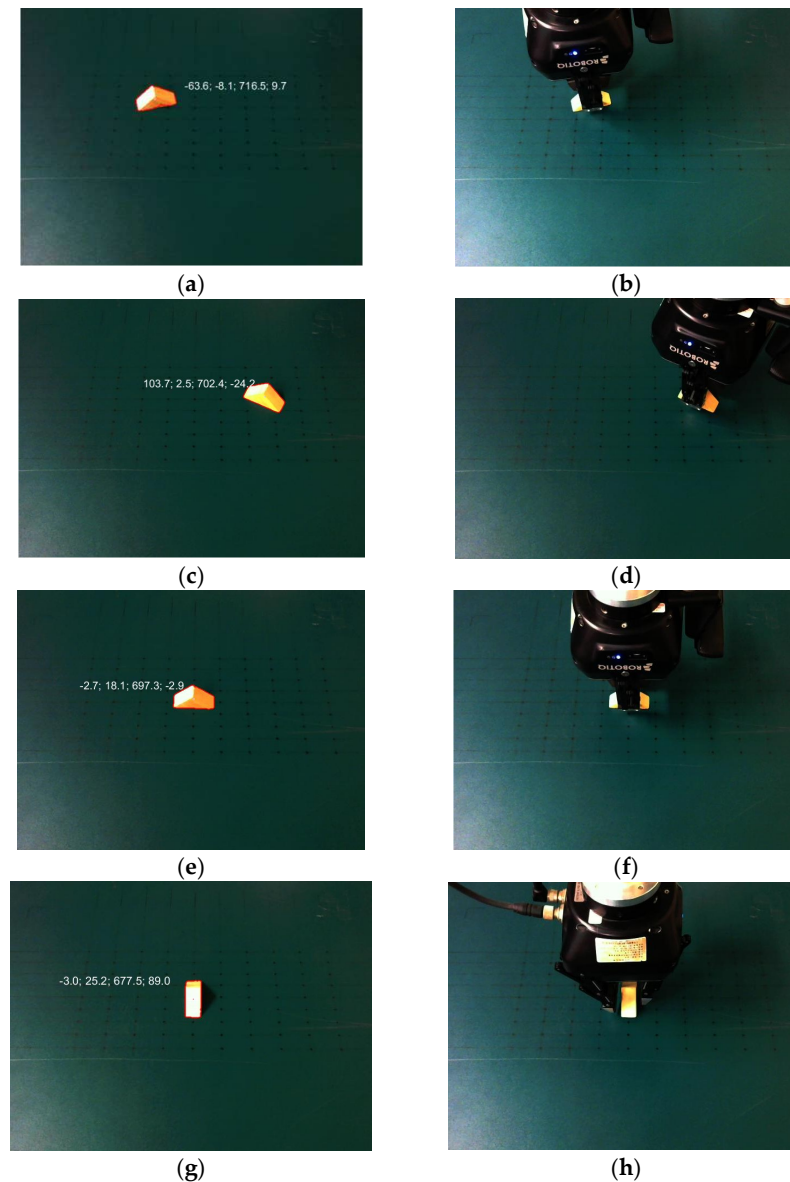 -63.6; -8.1; 716.5; 9.7
ROBOTIQ
(a)
(b)
103.7; 2.5; 702.4; -24.2
ROBOTIQ
(c)
(d)
-2.7; 18.1; 697.3; -2.9
ROBOTIQ
(e)
(f)
-3.0; 25.2; 677.5; 89.0
(g)
(h)